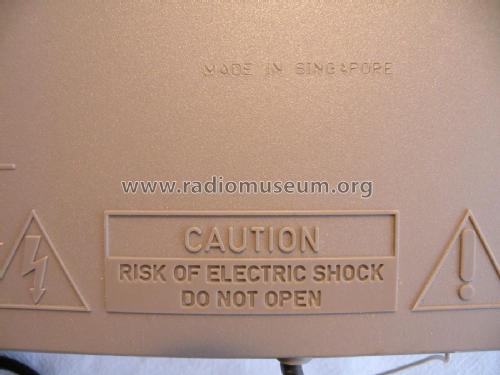 MADE IN SINGAPORE
www.radiomuseum.org
CAUTION
RISK OF ELECTRIC SHOCK
DO NOT OPEN